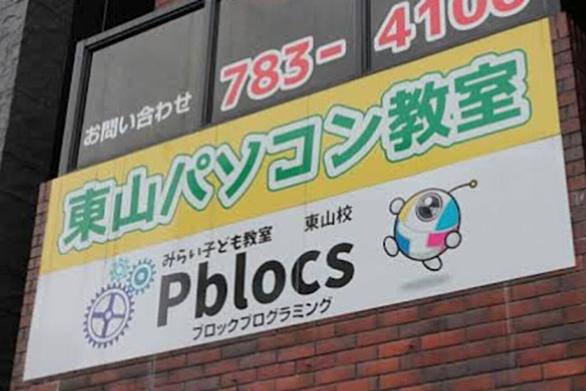 お問い合わせ 783-4100
東山パソコン教室
みらい子ども教室 東山校
Pblocs
ブロックプログラミング